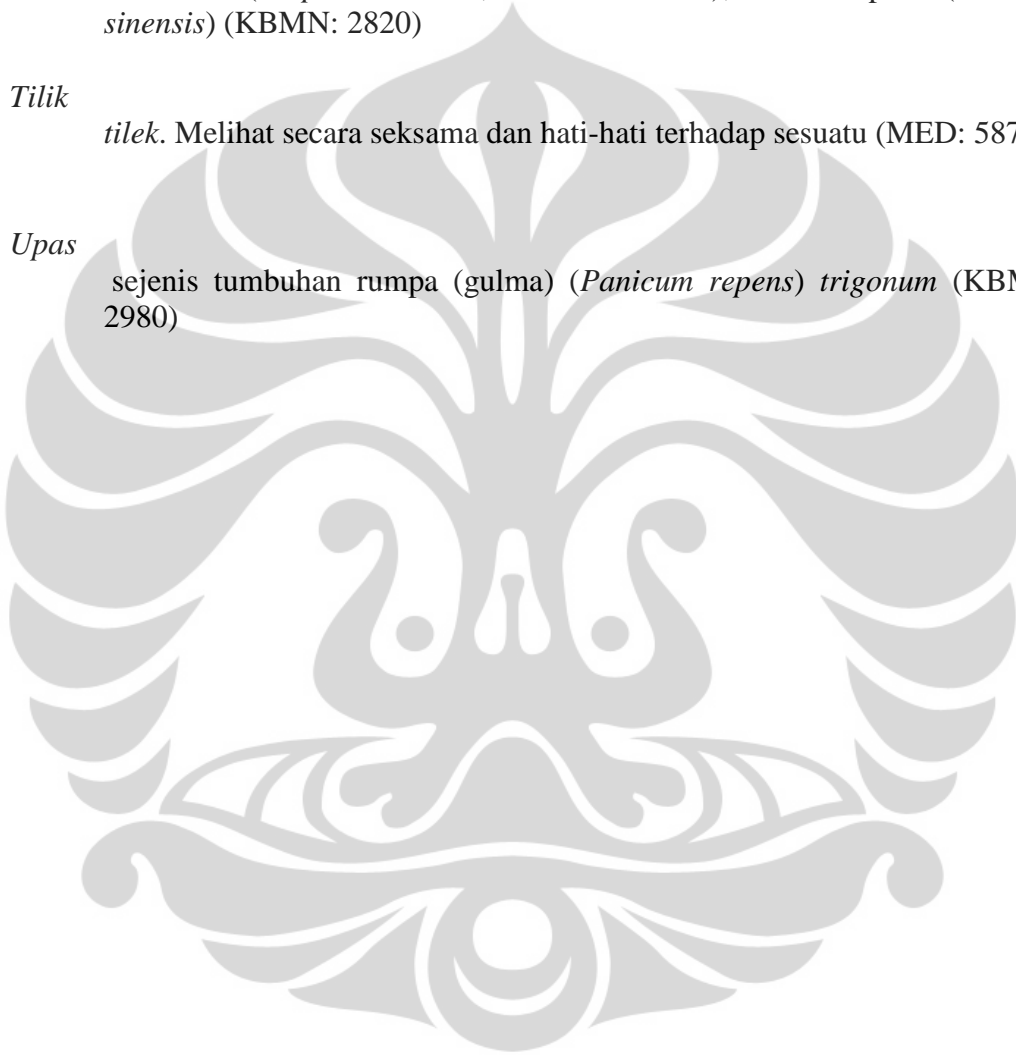 sinensis) (KBMN: 2820)
Tilik
tilek. Melihat secara seksama dan hati-hati terhadap sesuatu (MED: 587
Upas
sejenis tumbuhan rumpa (gulma) (Panicum repens) trigonum (KBM
2980)